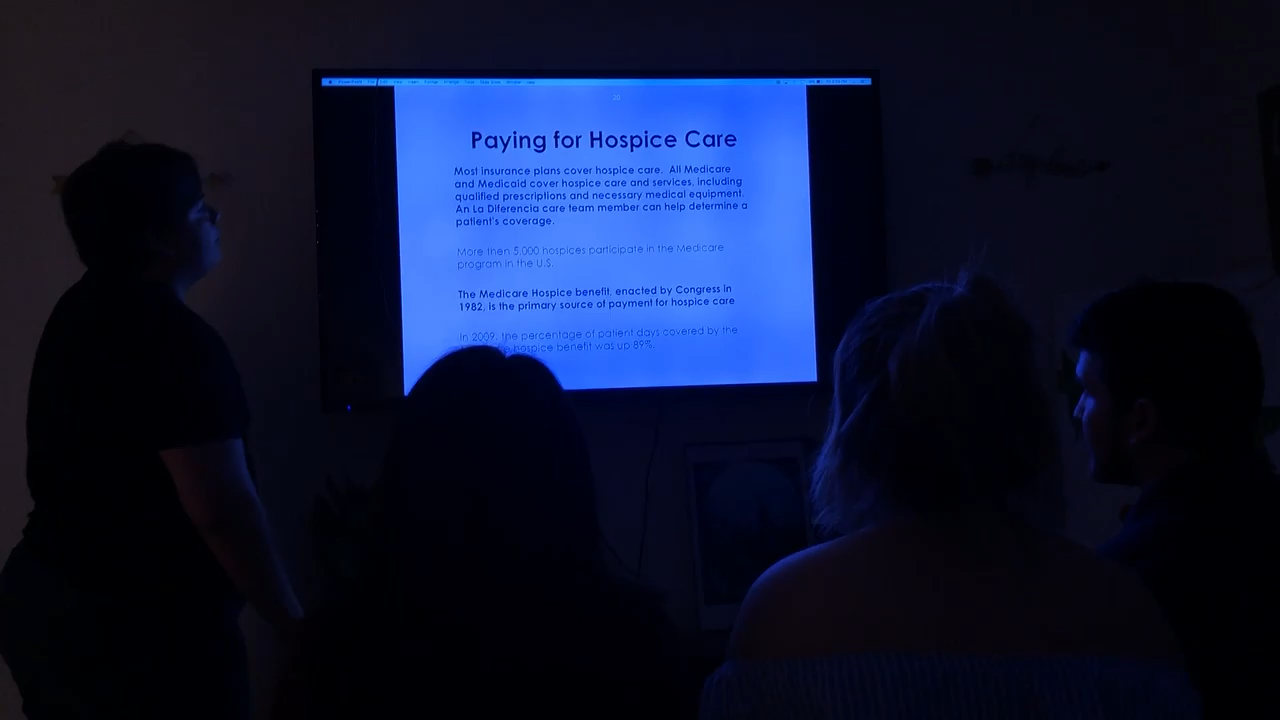 20
Paying for Hospice Care
Most insurance plans cover hospice care. All Medicare
and Medicaid cover hospice care and services, including
qualified prescriptions and necessary medical equipment.
An La Diferencia care team member can help determine a
patient's coverage.
More then 5,000 hospices participate in the Medicare
program in the U.S.
The Medicare Hospice benefit, enacted by Congress in
1982, is the primary source of payment for hospice care
In 2009, the percentage of patient days covered by the
hospice benefit was up 89%.